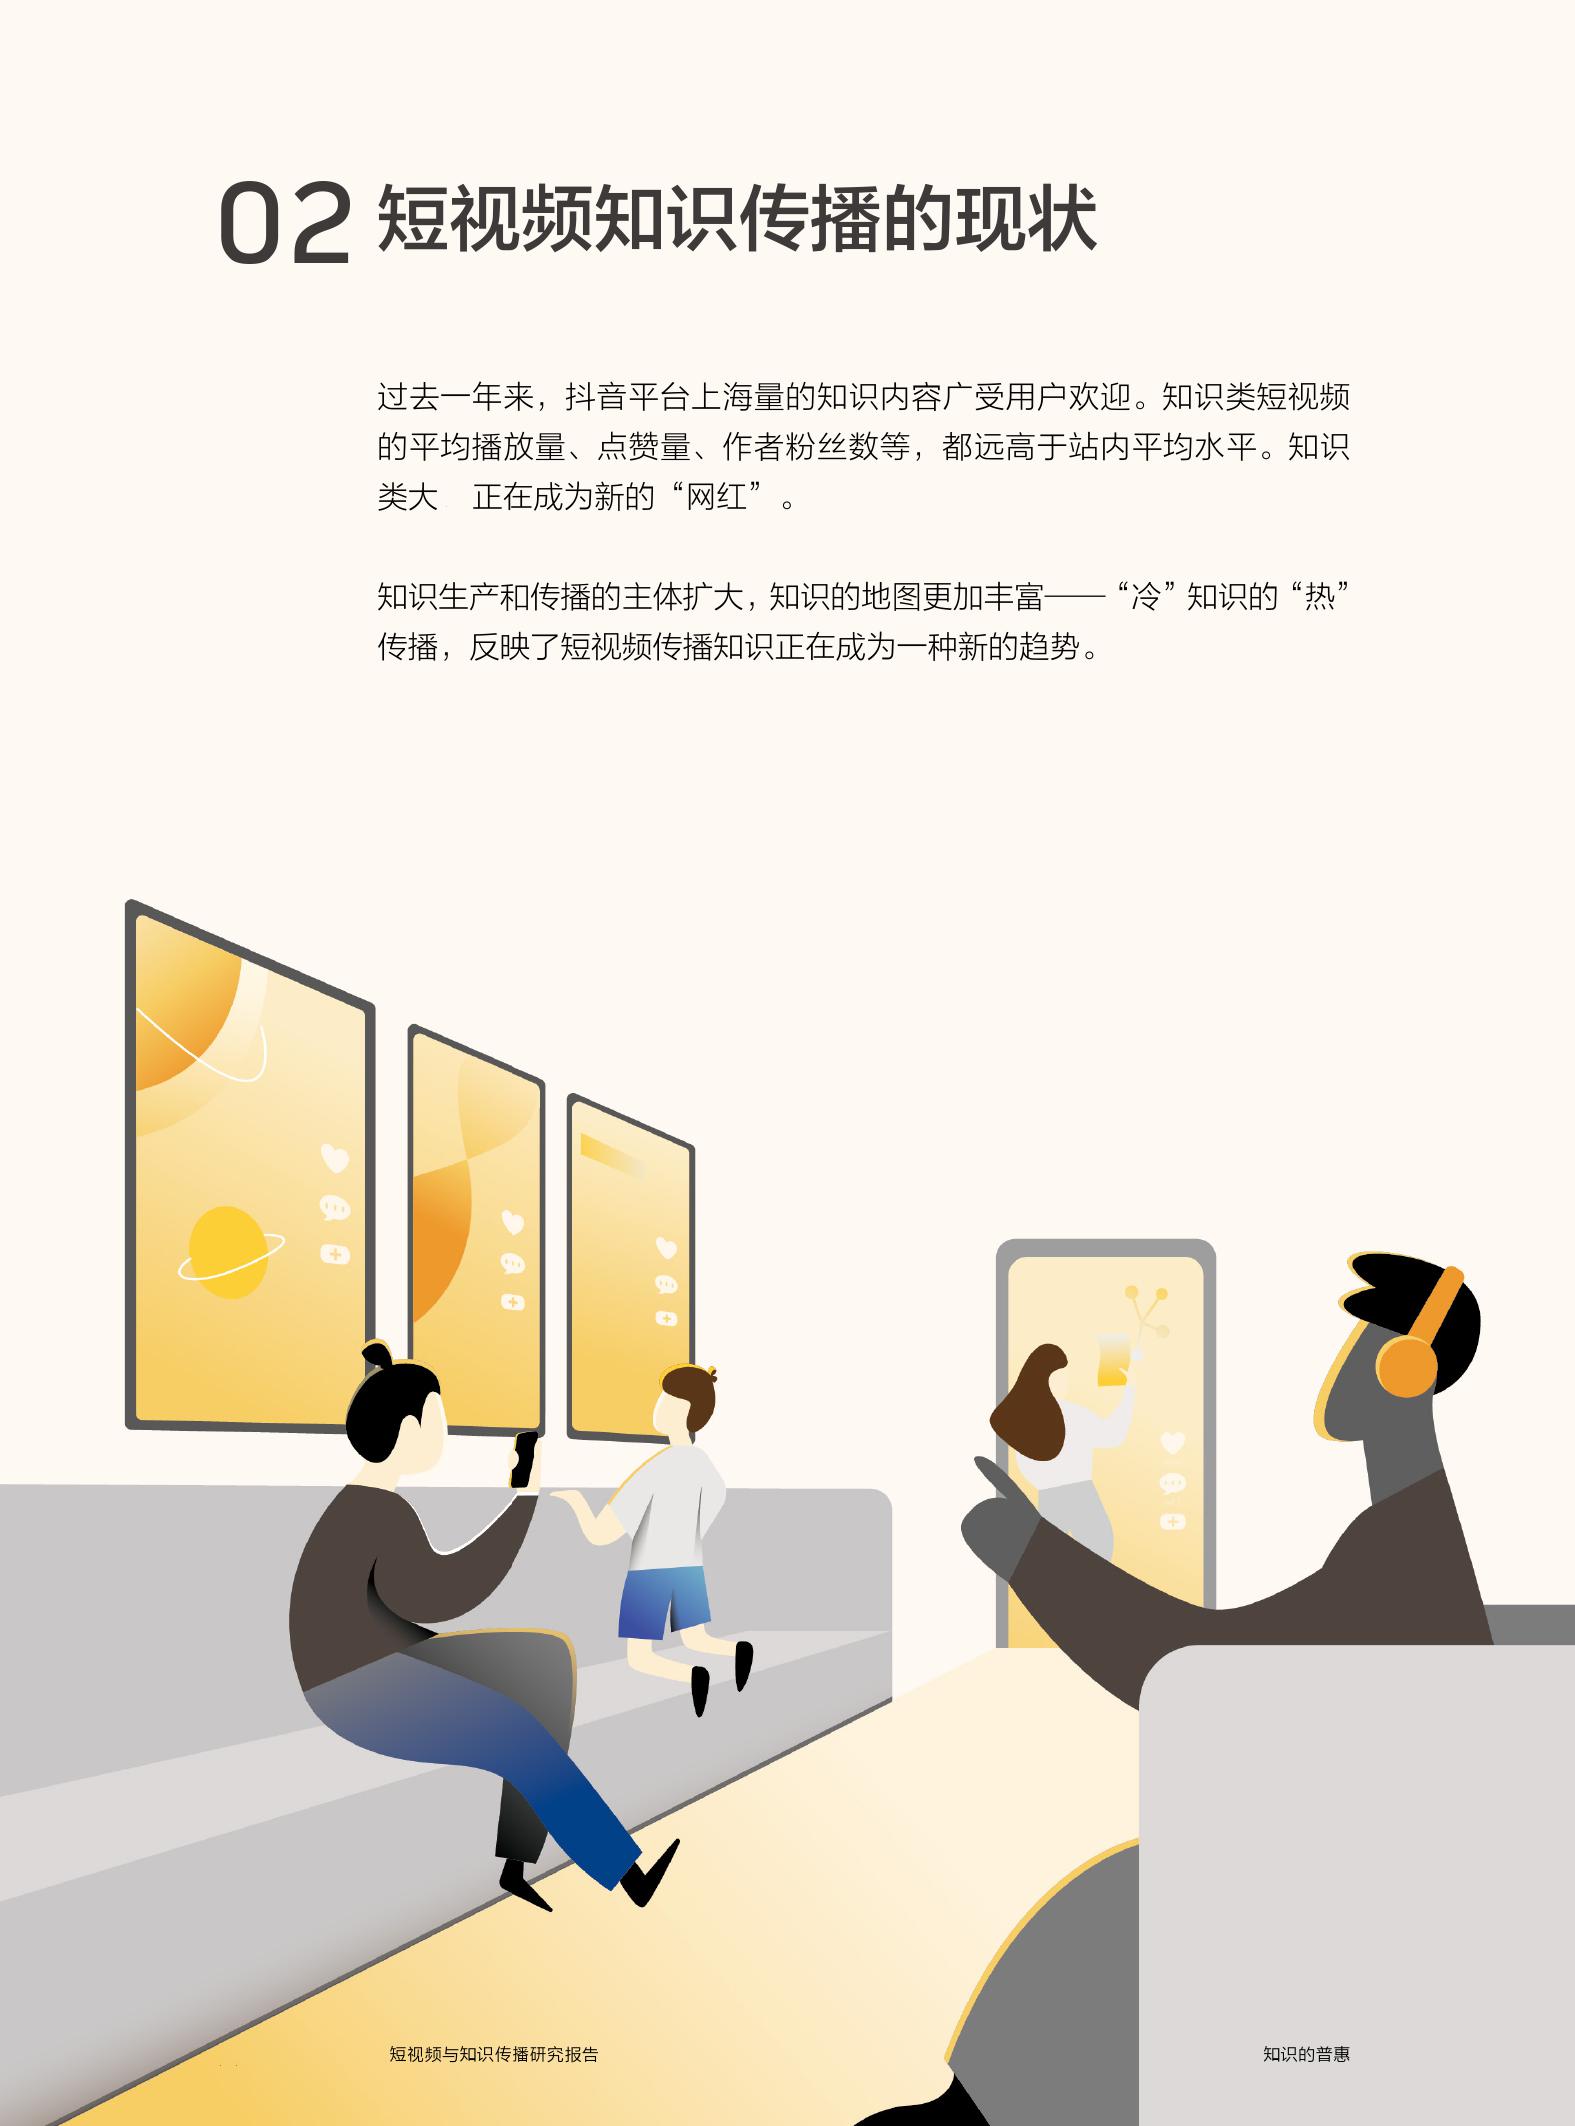 02 短视频知识传播的现状
过去一年来，抖音平台上海量的知识内容广受用户欢迎。知识类短视频
的平均播放量、点赞量、作者粉丝数等，都远高于站内平均水平。知识
类大 正在成为新的“网红”。
知识生产和传播的主体扩大，知识的地图更加丰富——“冷”知识的“热”
传播，反映了短视频传播知识正在成为一种新的趋势。
短视频与知识传播研究报告 知识的普惠